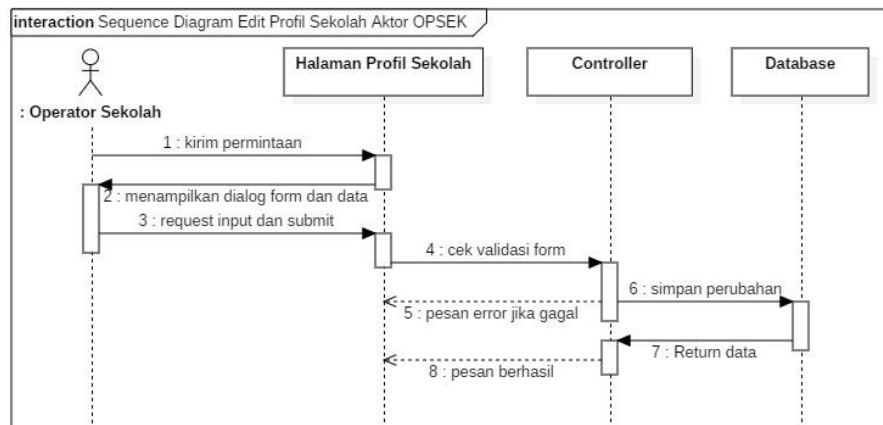 interaction Sequence Diagram Edit Profil Sekolah Aktor OPSEK
Halaman Profil Sekolah
Controller
Database
: Operator Sekolah
1 : kirim permintaan
2 : menampilkan dialog form dan data
3 : request input dan submit
4 : cek validasi form
5 : pesan error jika gagal
6 : simpan perubahan
7 : Return data
8 : pesan berhasil